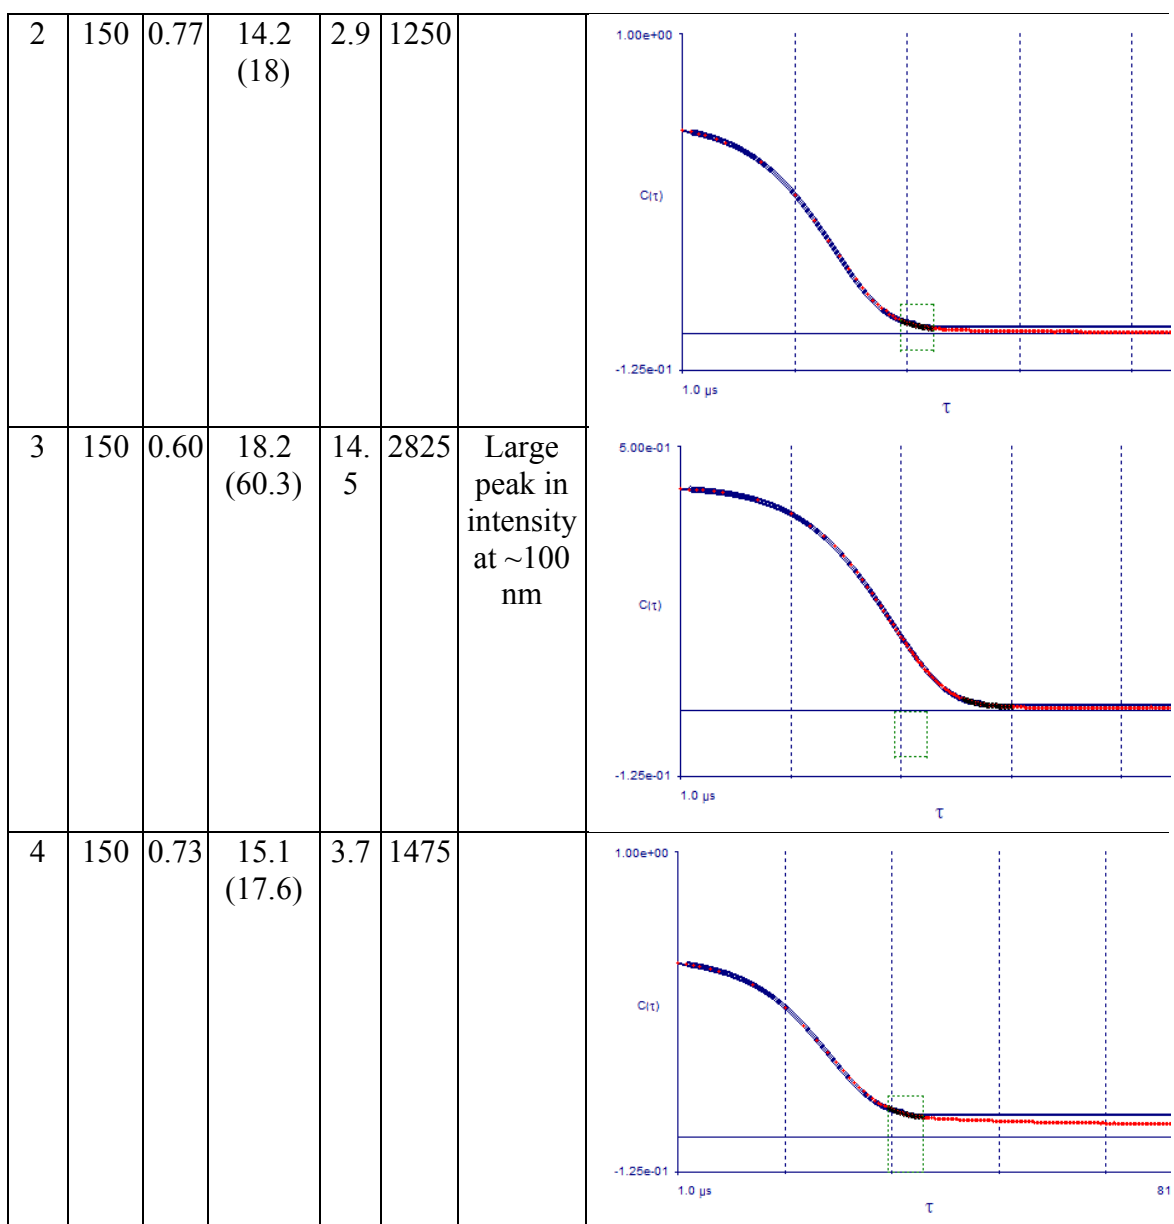 2 150 0.77 14.2 2.9 1250
(18)
1.00e+00
C(τ)
-1.25e-01
1.0 µs
τ
3 150 0.60 18.2 14. 2825 Large
(60.3) 5 peak in
intensity
at ~100
nm
5.00e-01
C(τ)
-1.25e-01
1.0 µs
τ
4 150 0.73 15.1 3.7 1475
(17.6)
1.00e+00
C(τ)
-1.25e-01
1.0 µs 81
τ